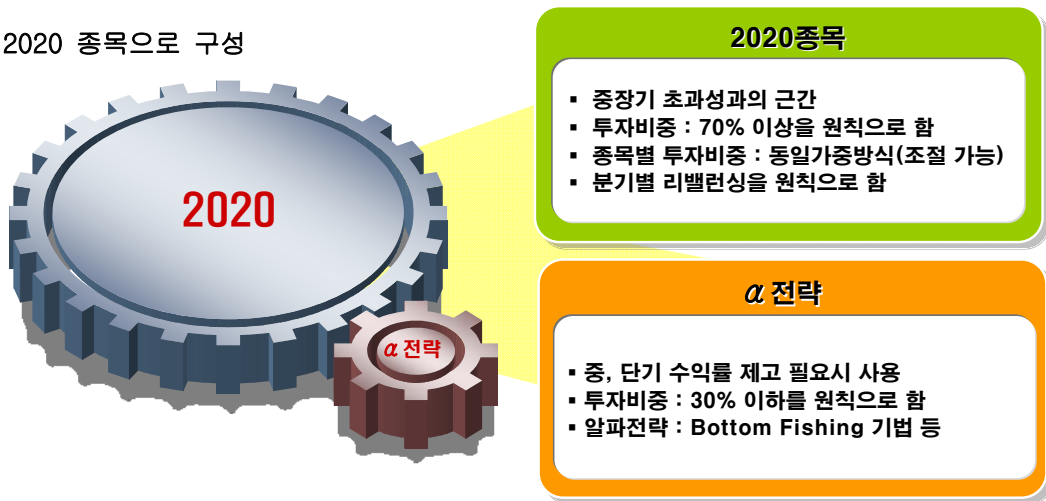 2020 종목으로 구성
2020
α 전략
2020종목
▪ 중장기 초과성과의 근간
▪ 투자비중 : 70% 이상을 원칙으로 함
▪ 종목별 투자비중 : 동일가중방식(조절 가능)
▪ 분기별 리밸런싱을 원칙으로 함
α 전략
▪ 중, 단기 수익률 제고 필요시 사용
▪ 투자비중 : 30% 이하를 원칙으로 함
▪ 알파전략 : Bottom Fishing 기법 등